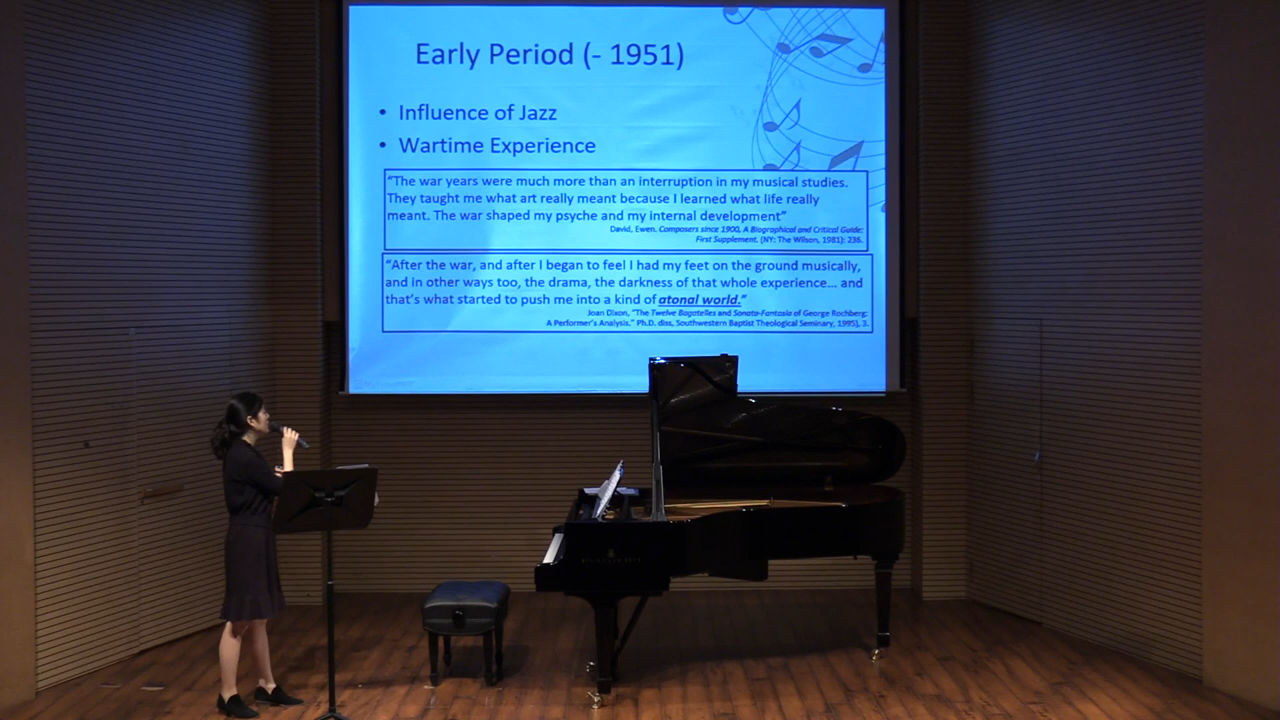 Early Period (- 1951)
• Influence of Jazz
• Wartime Experience
“The war years were much more than an interruption in my musical studies.
They taught me what art really meant because I learned what life really
meant. The war shaped my psyche and my internal development”
David, Ewen. Composers since 1900, A Biographical and Critical Guide:
First Supplement. (NY: The Wilson, 1981): 236.
“After the war, and after I began to feel I had my feet on the ground musically,
and in other ways too, the drama, the darkness of that whole experience... and
that’s what started to push me into a kind of atonal world.”
Joan Dixon, “The Twelve Bagatelles and Sonata-Fantasia of George Rochberg:
A Performer’s Analysis.” Ph.D. diss, Southwestern Baptist Theological Seminary, 1995), 3.